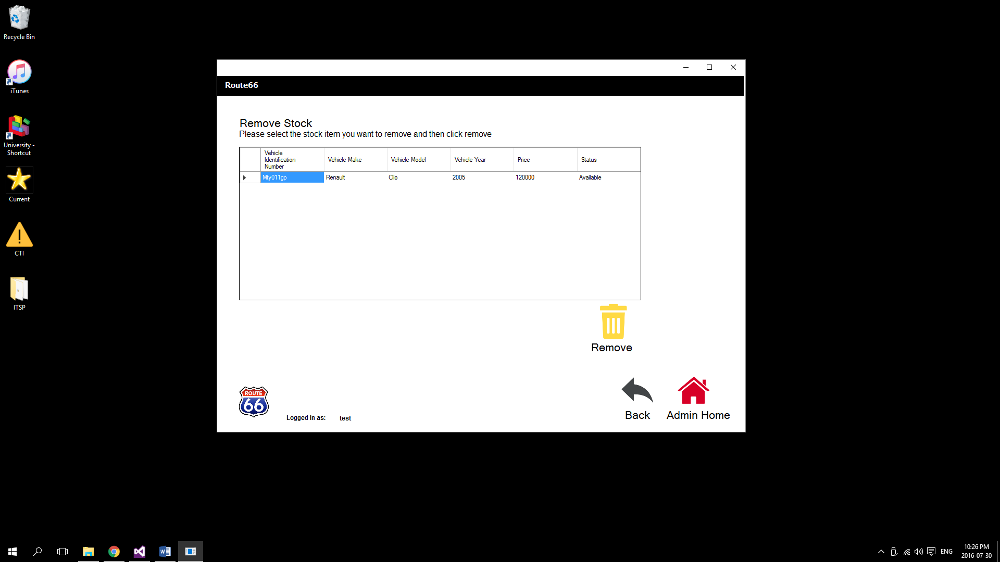 Recycle Bin
iTunes
University -
Shortcut
Current
CTI
ITSP
Route66
Remove Stock
Please select the stock item you want to remove and then click remove
Vehicle
Identification
Number
Vehicle Make
Vehicle Model
Vehicle Year
Price
Status
Mty011gp
Renault
Clio
2005
120000
Available
Remove
ROUTE
66
Logged In as: test
Back
Admin Home
ENG
10:26 PM
2016-07-30